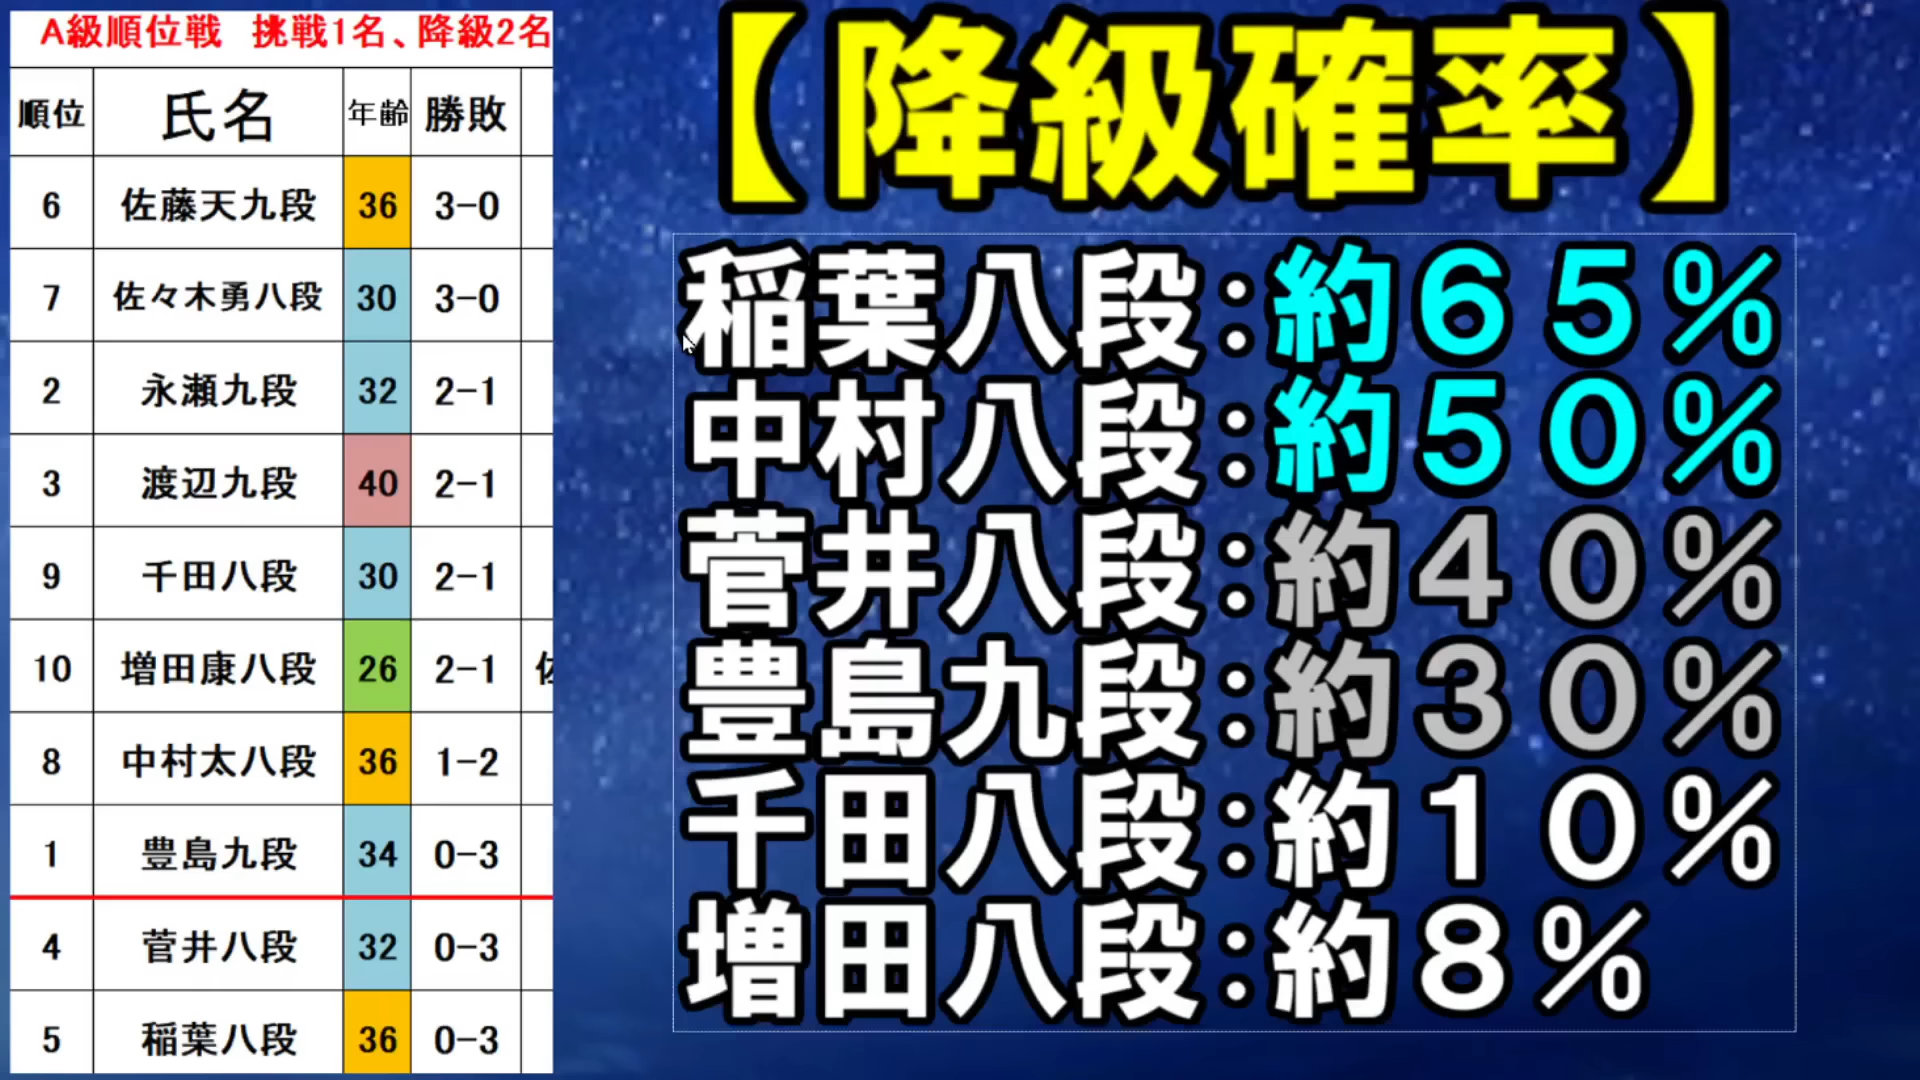 A級順位戦 挑戦1名、降級2名
順位 氏名 年齢 勝敗
6 佐藤天九段 36 3-0
7 佐々木勇八段 30 3-0
2 永瀬九段 32 2-1
3 渡辺九段 40 2-1
9 千田八段 30 2-1
10 増田康八段 26 2-1
8 中村太八段 36 1-2
1 豊島九段 34 0-3
4 菅井八段 32 0-3
5 稲葉八段 36 0-3
【降級確率】
稲葉八段:約65%
中村八段:約50%
菅井八段:約40%
豊島九段:約30%
千田八段:約10%
増田八段:約8%